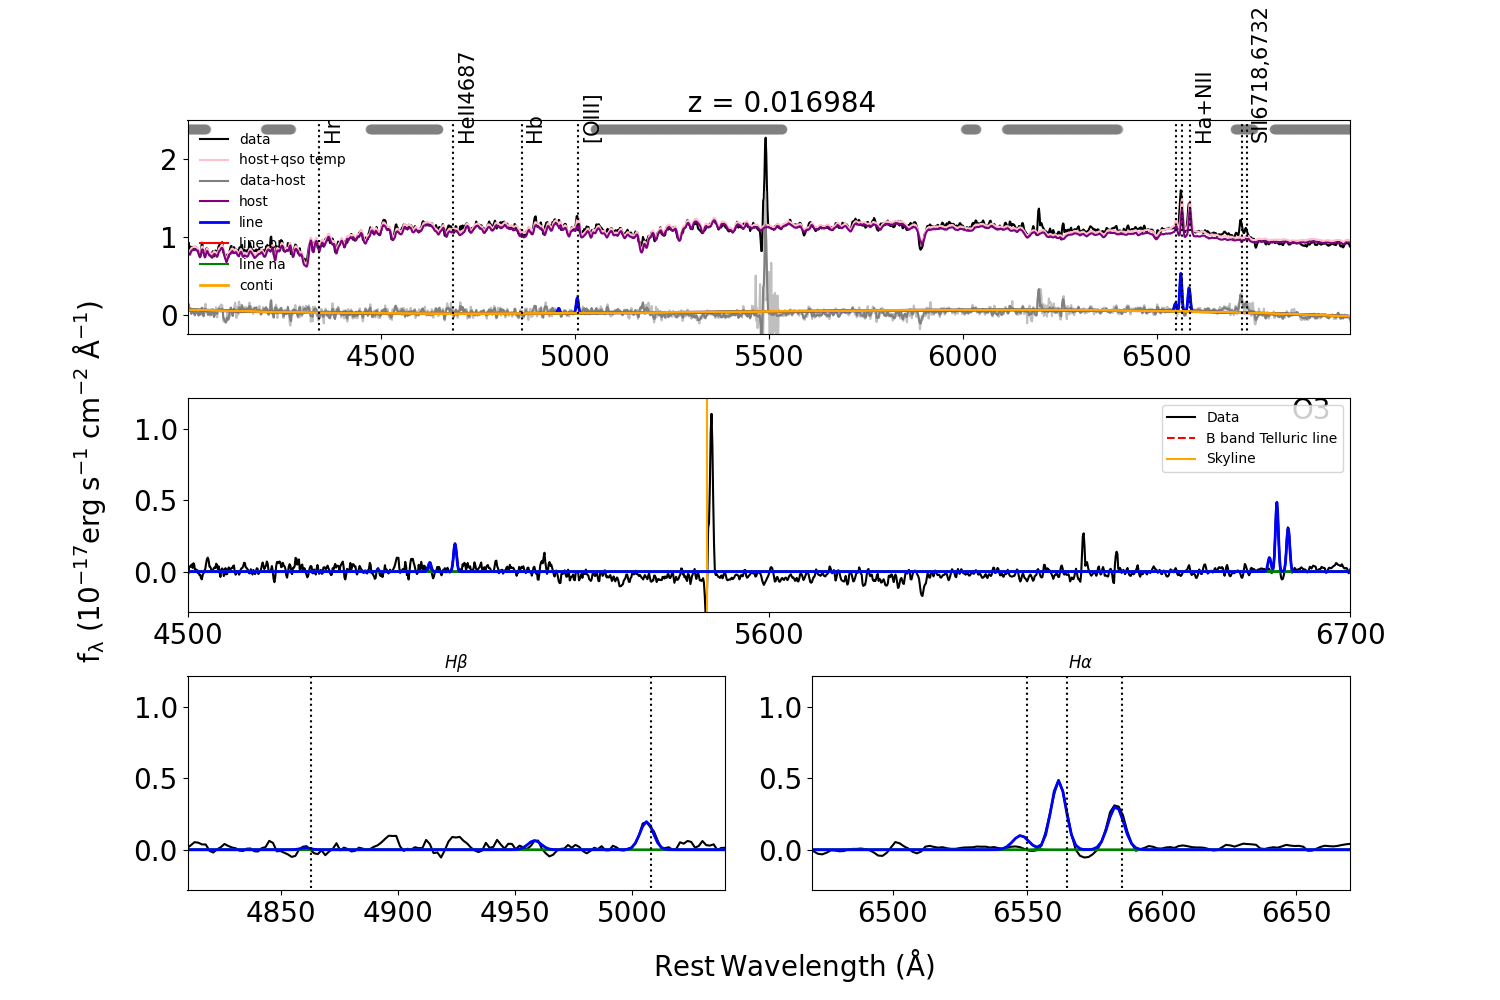 z = 0.016984
Hr
HeII4687
Hb
[OIII]
Ha+NII
SII6718,6732
data
host+qso temp
data-host
host
line
line br
line na
conti
2
1
0
4500
5000
5500
6000
6500
fλ (10⁻¹⁷erg s⁻¹ cm⁻² Å⁻¹)
O3
Data
B band Telluric line
Skyline
1.0
0.5
0.0
4500
5600
6700
Hβ
1.0
0.5
0.0
4850
4900
4950
5000
Hα
1.0
0.5
0.0
6500
6550
6600
6650
Rest Wavelength (Å)